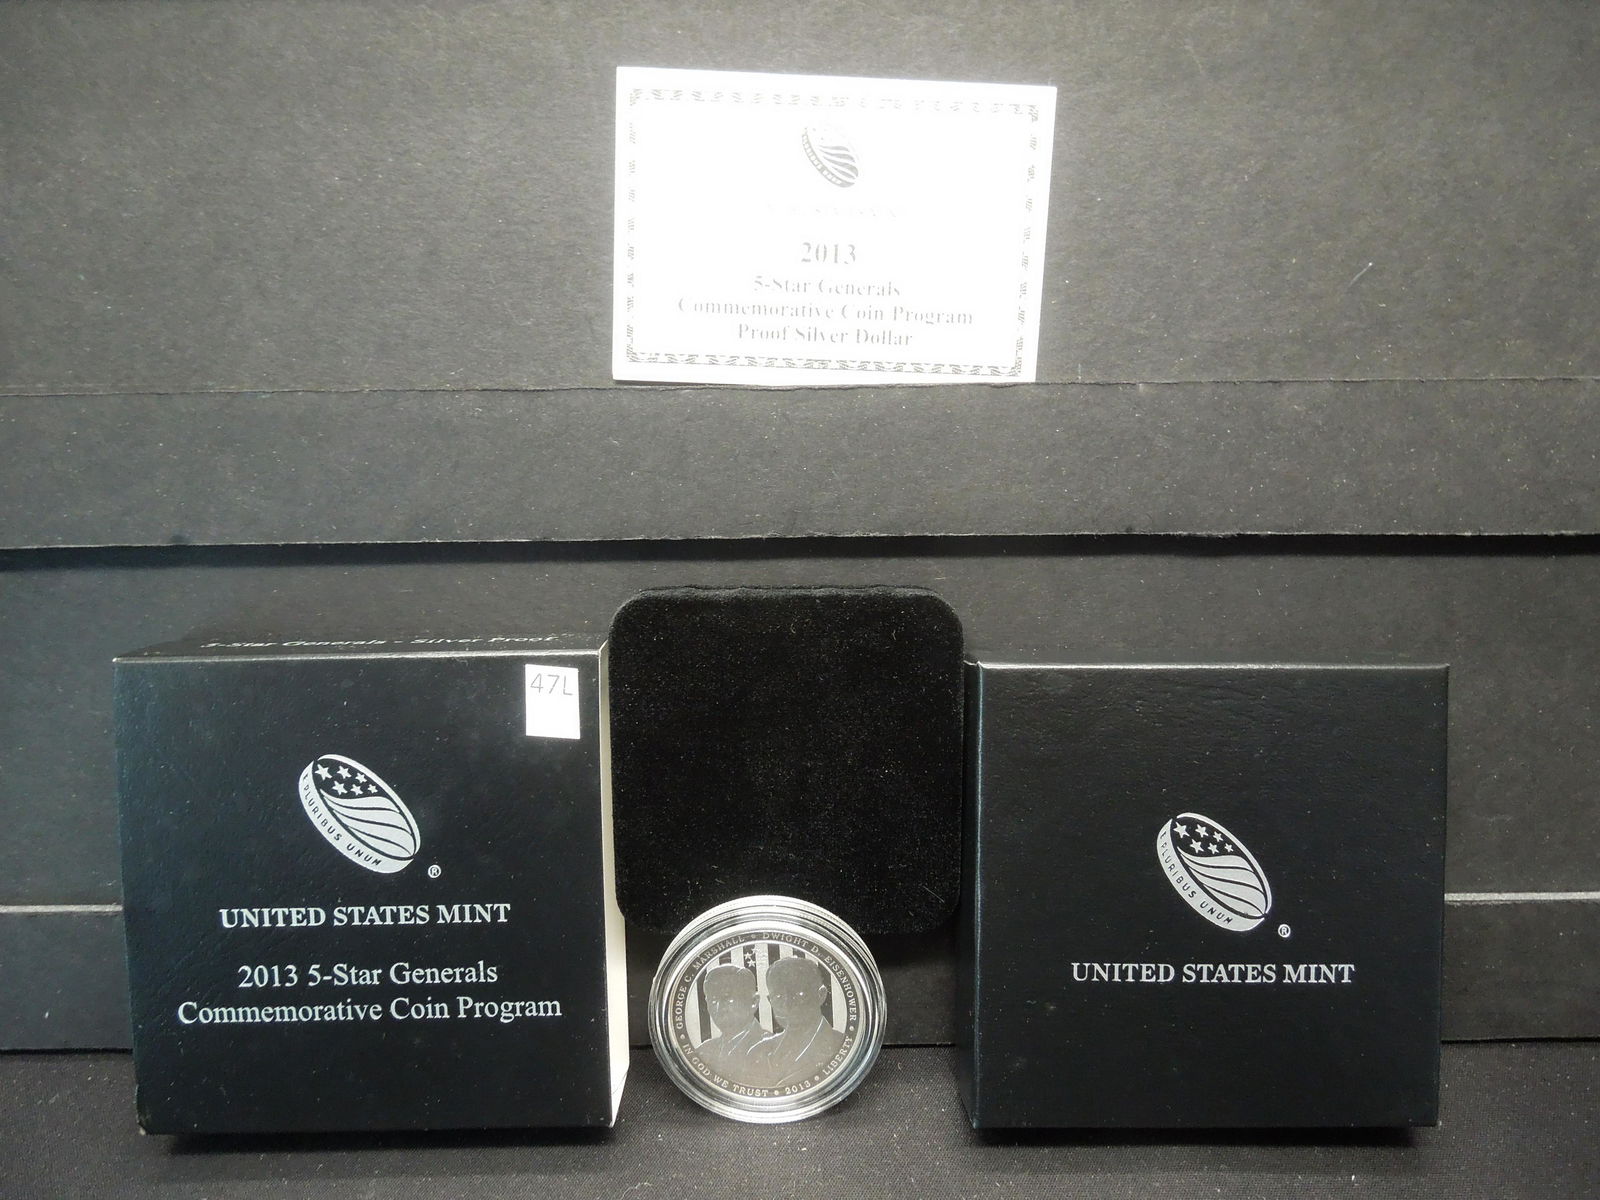 2013
5-Star Generals
Commemorative Coin Program
Proof Silver Dollar
5-Star Generals - Silver Proof
47L
E PLURIBUS UNUM
®
UNITED STATES MINT
2013 5-Star Generals
Commemorative Coin Program
GEORGE C. MARSHALL • DWIGHT D. EISENHOWER
IN GOD WE TRUST • 2013 • LIBERTY
E PLURIBUS UNUM
®
UNITED STATES MINT